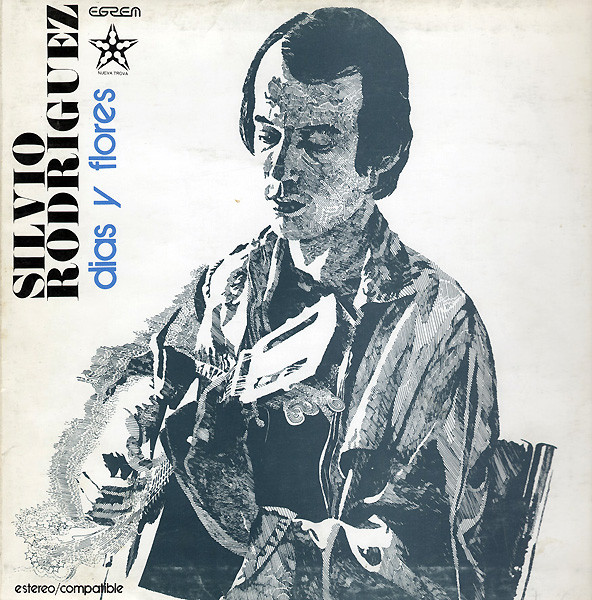 SILVIO
RODRIGUEZ
dias y flores
EGREM
NUEVA TROVA
estereo/compatible